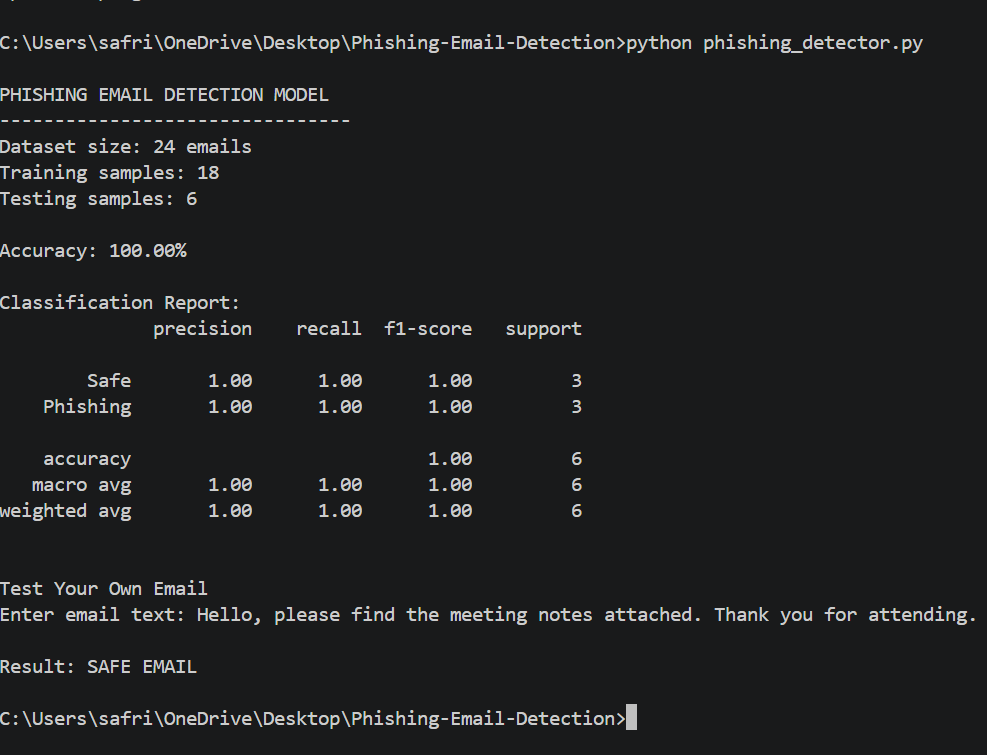 C:\Users\safri\OneDrive\Desktop\Phishing-Email-Detection>python phishing_detector.py
PHISHING EMAIL DETECTION MODEL
--------------------------------
Dataset size: 24 emails
Training samples: 18
Testing samples: 6
Accuracy: 100.00%
Classification Report:
precision recall f1-score support
Safe 1.00 1.00 1.00 3
Phishing 1.00 1.00 1.00 3
accuracy 1.00 6
macro avg 1.00 1.00 1.00 6
weighted avg 1.00 1.00 1.00 6
Test Your Own Email
Enter email text: Hello, please find the meeting notes attached. Thank you for attending.
Result: SAFE EMAIL
C:\Users\safri\OneDrive\Desktop\Phishing-Email-Detection>